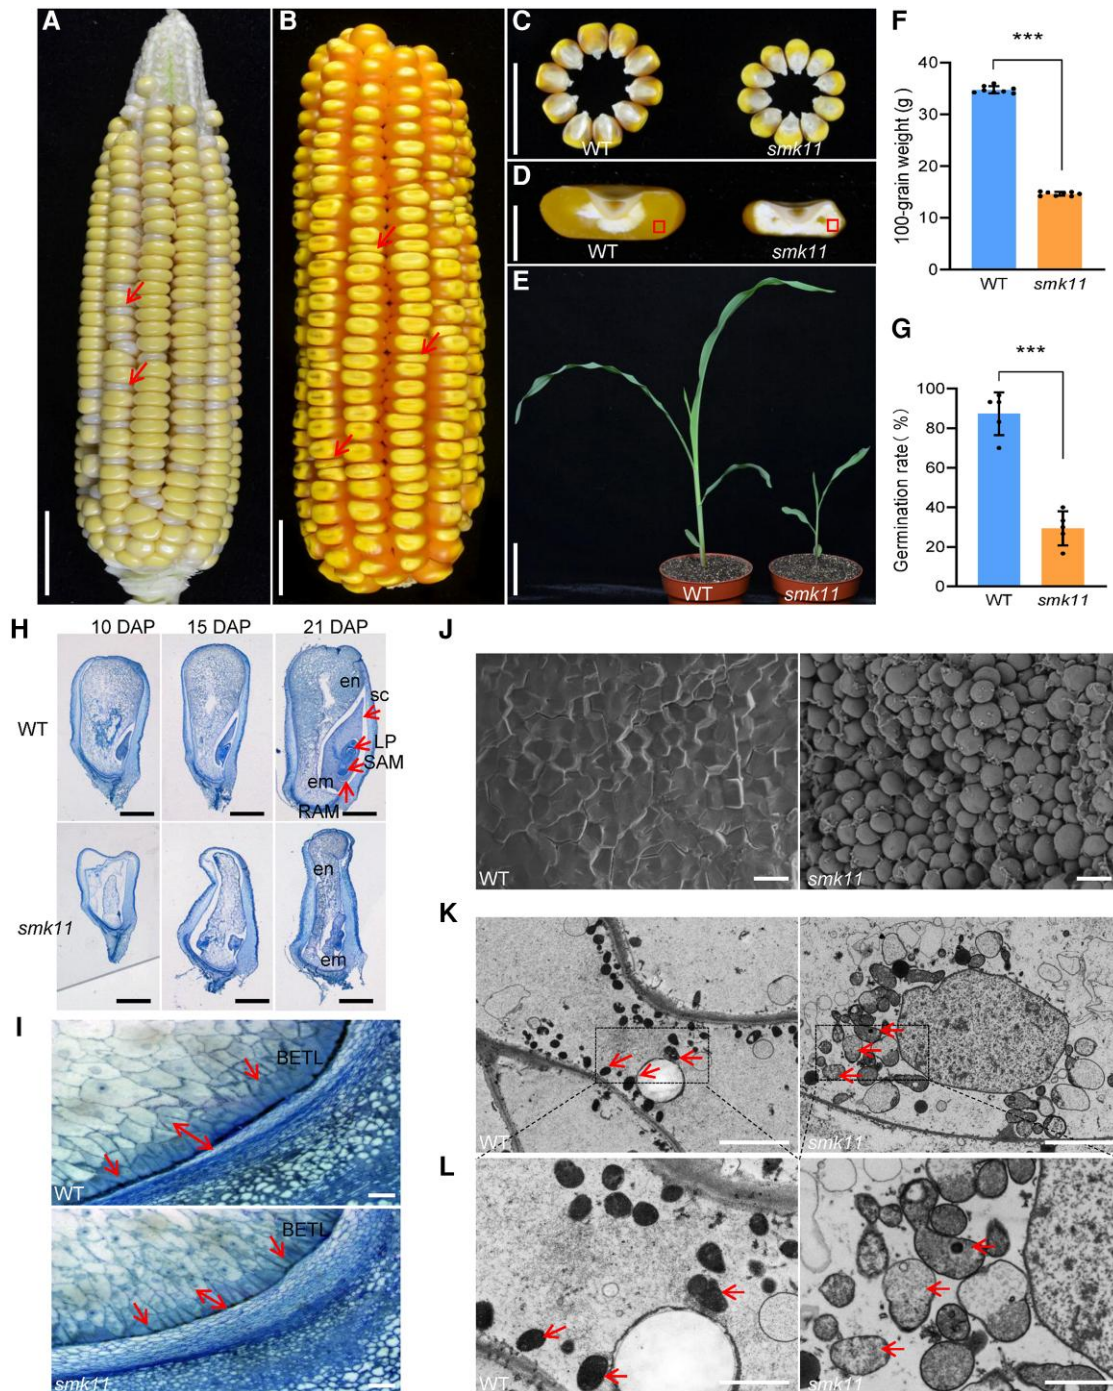 A
B
C
WT
smk11
D
WT
smk11
E
WT
smk11
F
***
100-grain weight (g)
40
30
20
10
0
WT
smk11
G
***
Germination rate( %)
100
80
60
40
20
0
WT
smk11
H
10 DAP
15 DAP
21 DAP
WT
en
sc
LP
SAM
em
RAM
smk11
en
em
I
BETL
WT
BETL
smk11
J
WT
smk11
K
WT
smk11
L
WT
smk11